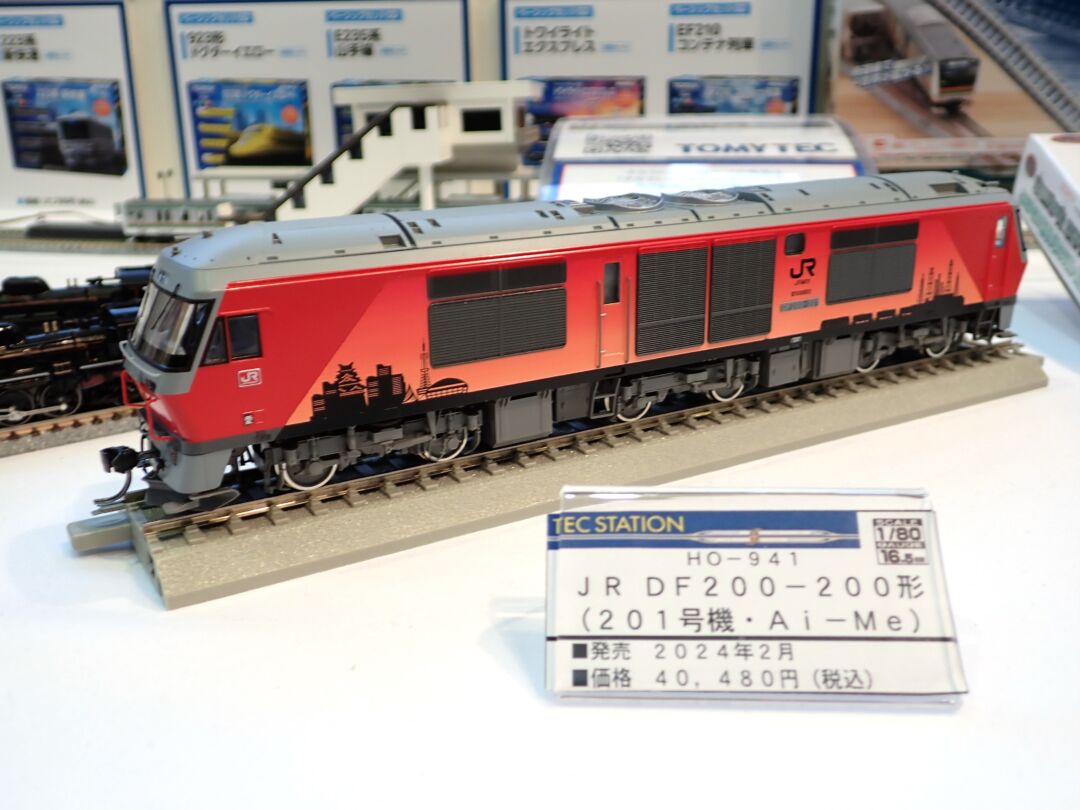 923形
ドクターイエロー
E235系
山手線
トワイライト
エクスプレス
EF210
コンテナ列車
223系
TOMYTEC
JR
JR
TEC STATION
SCALE
1/80
GAUGE
16.5mm
HO-941
JR DF200-200形
(201号機・Ai-Me)
■発売 2024年2月
■価格 40,480円(税込)